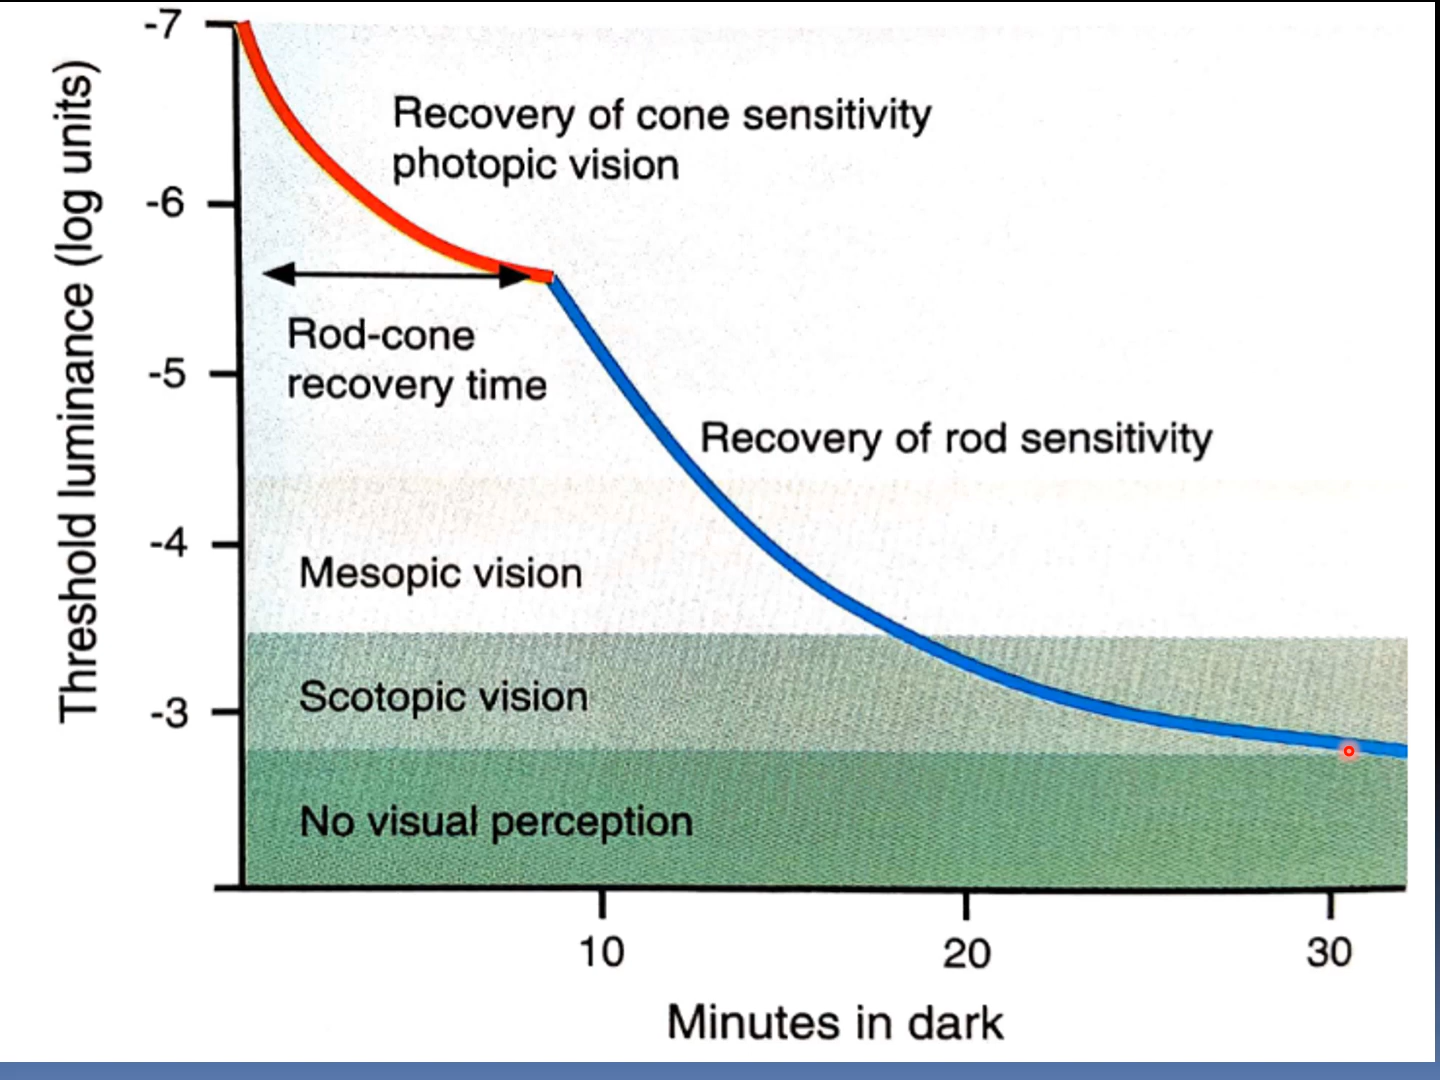 -7
Threshold luminance (log units)
Recovery of cone sensitivity
photopic vision
-6
Rod-cone
recovery time
-5
Recovery of rod sensitivity
-4
Mesopic vision
Scotopic vision
-3
No visual perception
10
20
30
Minutes in dark